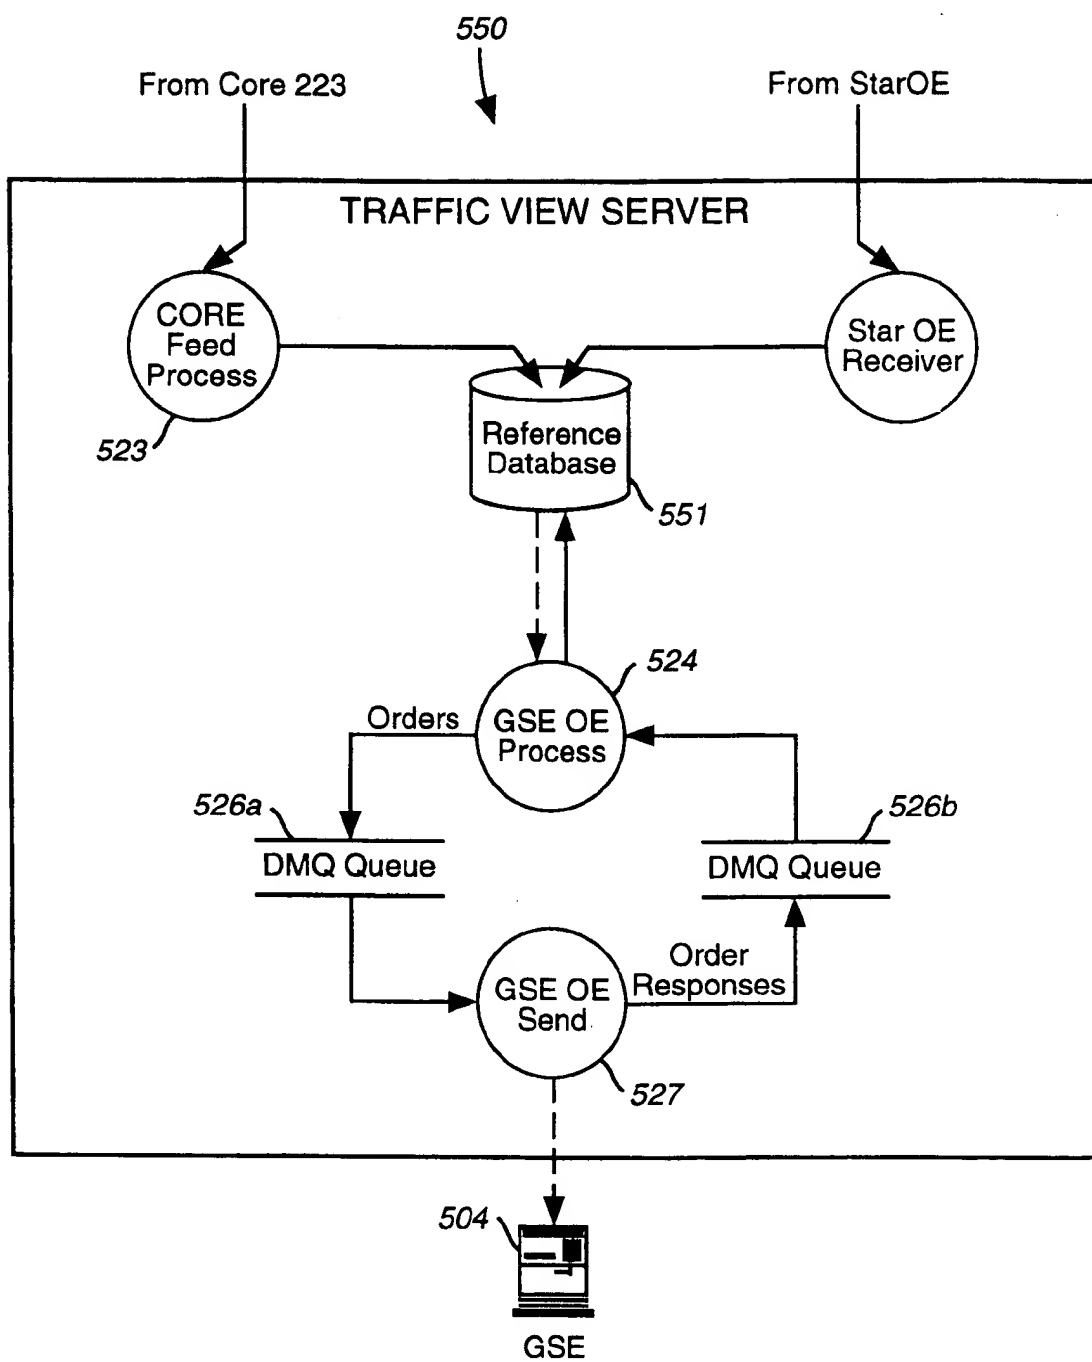 550
From Core 223
From StarOE
TRAFFIC VIEW SERVER
CORE
Feed
Process
523
Star OE
Receiver
Reference
Database
551
524
GSE OE
Process
Orders
526a
526b
DMQ Queue
DMQ Queue
Order
Responses
GSE OE
Send
527
504
GSE